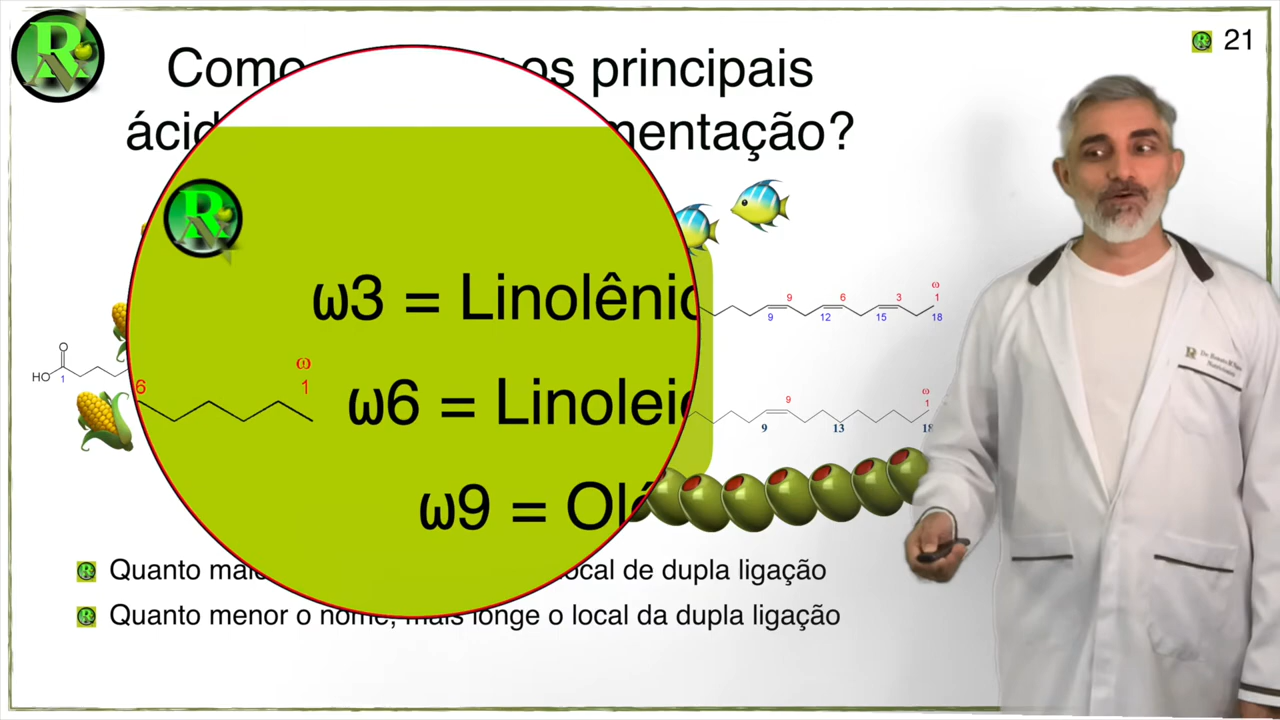 21
Como os principais
mentação?
ω3 = Linolênic
9 6 3 ω 1
9 12 15 18
O
HO 1
6 ω 1
ω6 = Linoleic
9 ω 1
9 13 18
ω9 = Ol
Quanto mai local de dupla ligação
Quanto menor o nome, mais longe o local da dupla ligação